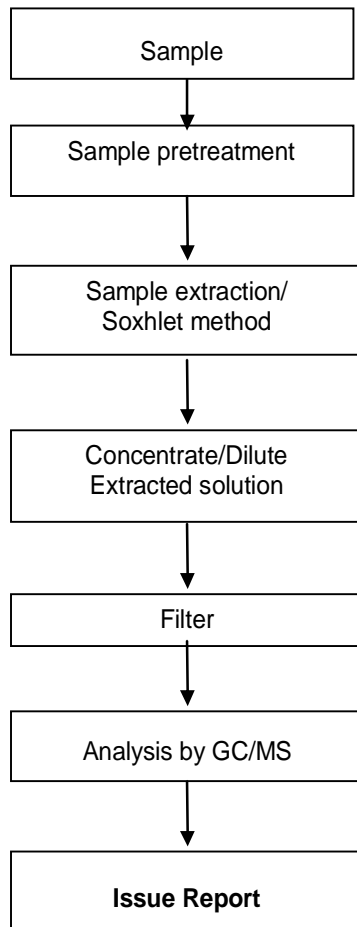 Sample
Sample pretreatment
Sample extraction/
Soxhlet method
Concentrate/Dilute
Extracted solution
Filter
Analysis by GC/MS
Issue Report